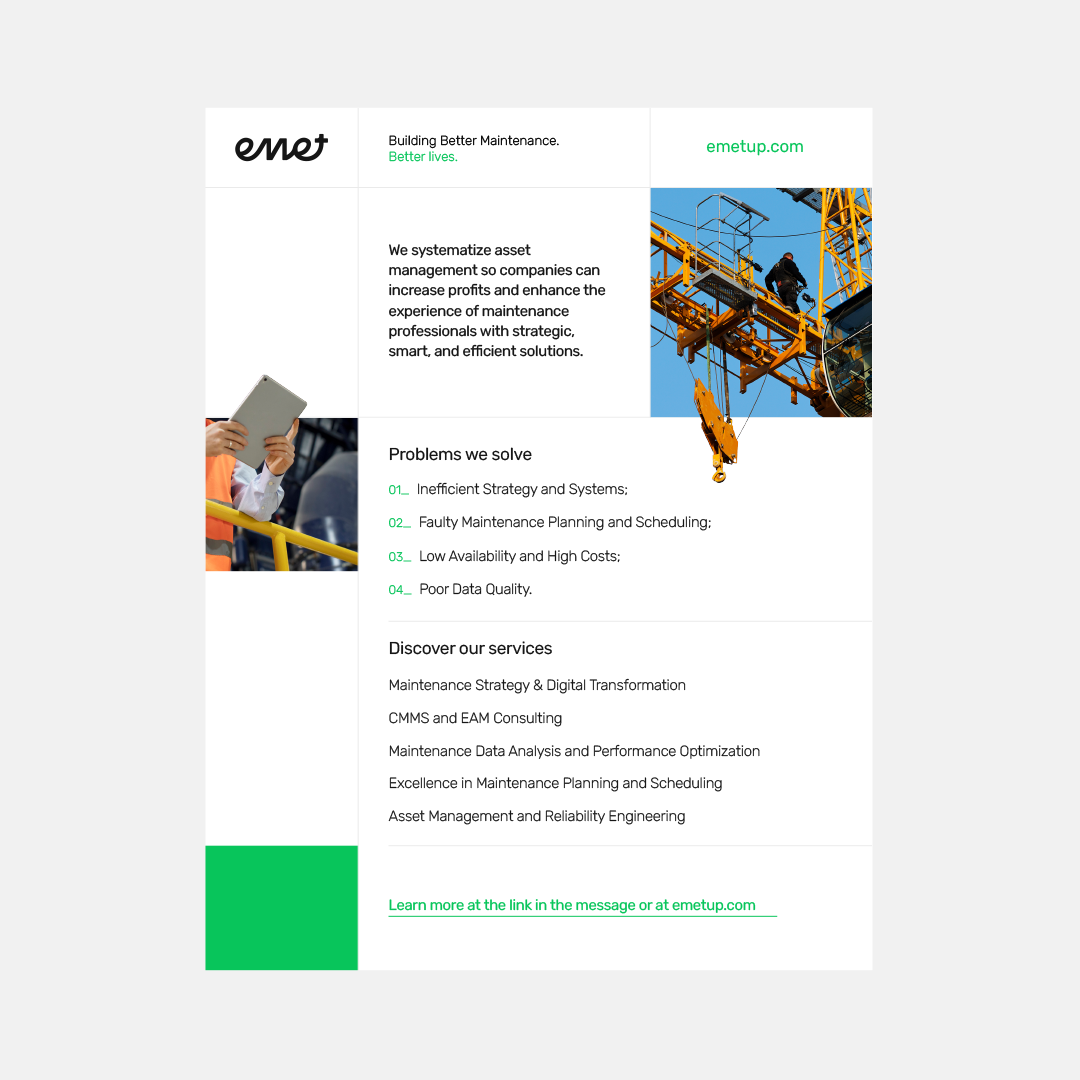 emet
Building Better Maintenance.
Better lives.
emetup.com
We systematize asset
management so companies can
increase profits and enhance the
experience of maintenance
professionals with strategic,
smart, and efficient solutions.
Problems we solve
01_ Inefficient Strategy and Systems;
02_ Faulty Maintenance Planning and Scheduling;
03_ Low Availability and High Costs;
04_ Poor Data Quality.
Discover our services
Maintenance Strategy & Digital Transformation
CMMS and EAM Consulting
Maintenance Data Analysis and Performance Optimization
Excellence in Maintenance Planning and Scheduling
Asset Management and Reliability Engineering
Learn more at the link in the message or at emetup.com